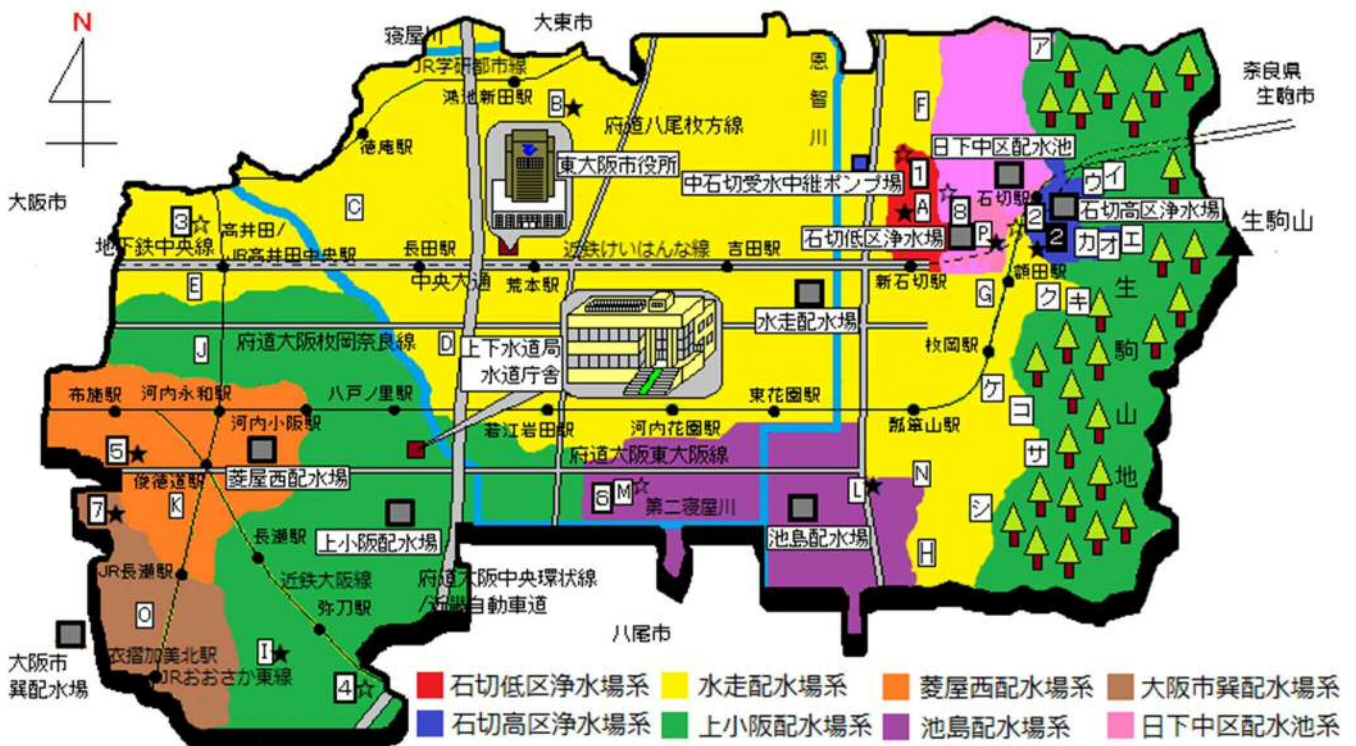 N
寝屋川
大東市
JR学研都市線
鴻池新田駅
B★
恩智川
ア
奈良県
生駒市
徳庵駅
府道八尾枚方線
F
日下中区配水池
東大阪市役所
中石切受水中継ポンプ場
1
石切駅
ウイ
大阪市
C
3☆
高井田/
A
☆
8
P
2
2
石切高区浄水場
生駒山
地下鉄中央線
長田駅
近鉄けいはんな線
吉田駅
石切低区浄水場
カオエ
JR高井田中央駅
中央大通
荒本駅
新石切駅
額田駅
E
G
クキ
水走配水場
府道大阪枚岡奈良線
J
D
上下水道局
水道庁舎
枚岡駅
生駒山地
布施駅
河内永和駅
八戸ノ里駅
東花園駅
ケ
コ
河内小阪駅
若江岩田駅
河内花園駅
瓢箪山駅
5★
府道大阪東大阪線
サ
俊徳道駅
菱屋西配水場
N
7★
K
6
M☆
第二寝屋川
L★
シ
長瀬駅
上小阪配水場
池島配水場
H
JR長瀬駅
近鉄大阪線
府道大阪中央環状線
/近畿自動車道
弥刀駅
O
八尾市
大阪市
巽配水場
衣摺加美北駅
JRおおさか東線
I★
4☆
石切低区浄水場系
水走配水場系
菱屋西配水場系
大阪市巽配水場系
石切高区浄水場系
上小阪配水場系
池島配水場系
日下中区配水池系